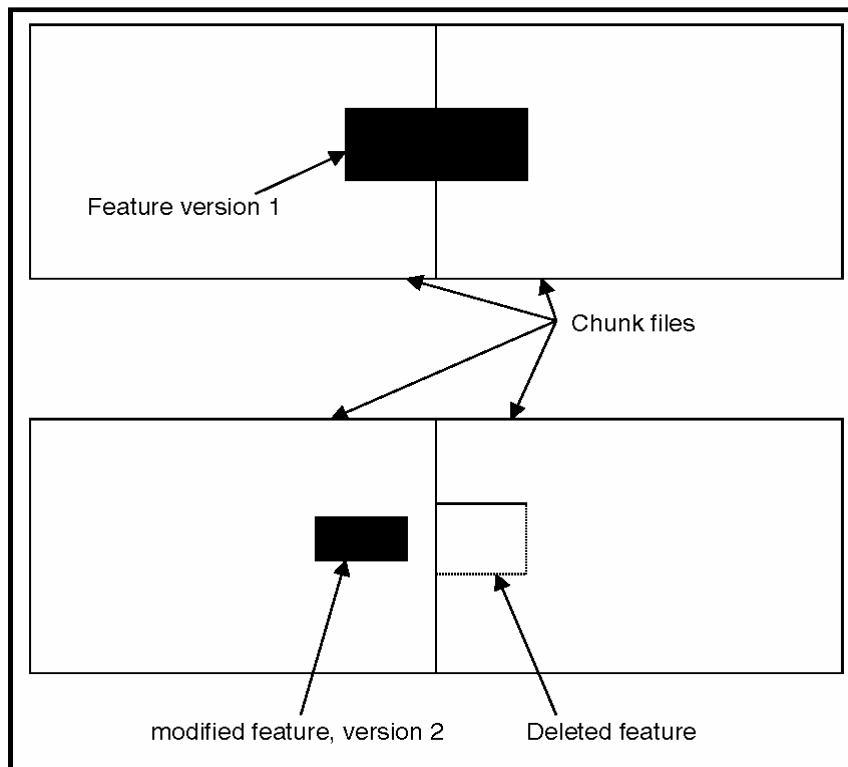 Feature version 1
Chunk files
modified feature, version 2
Deleted feature